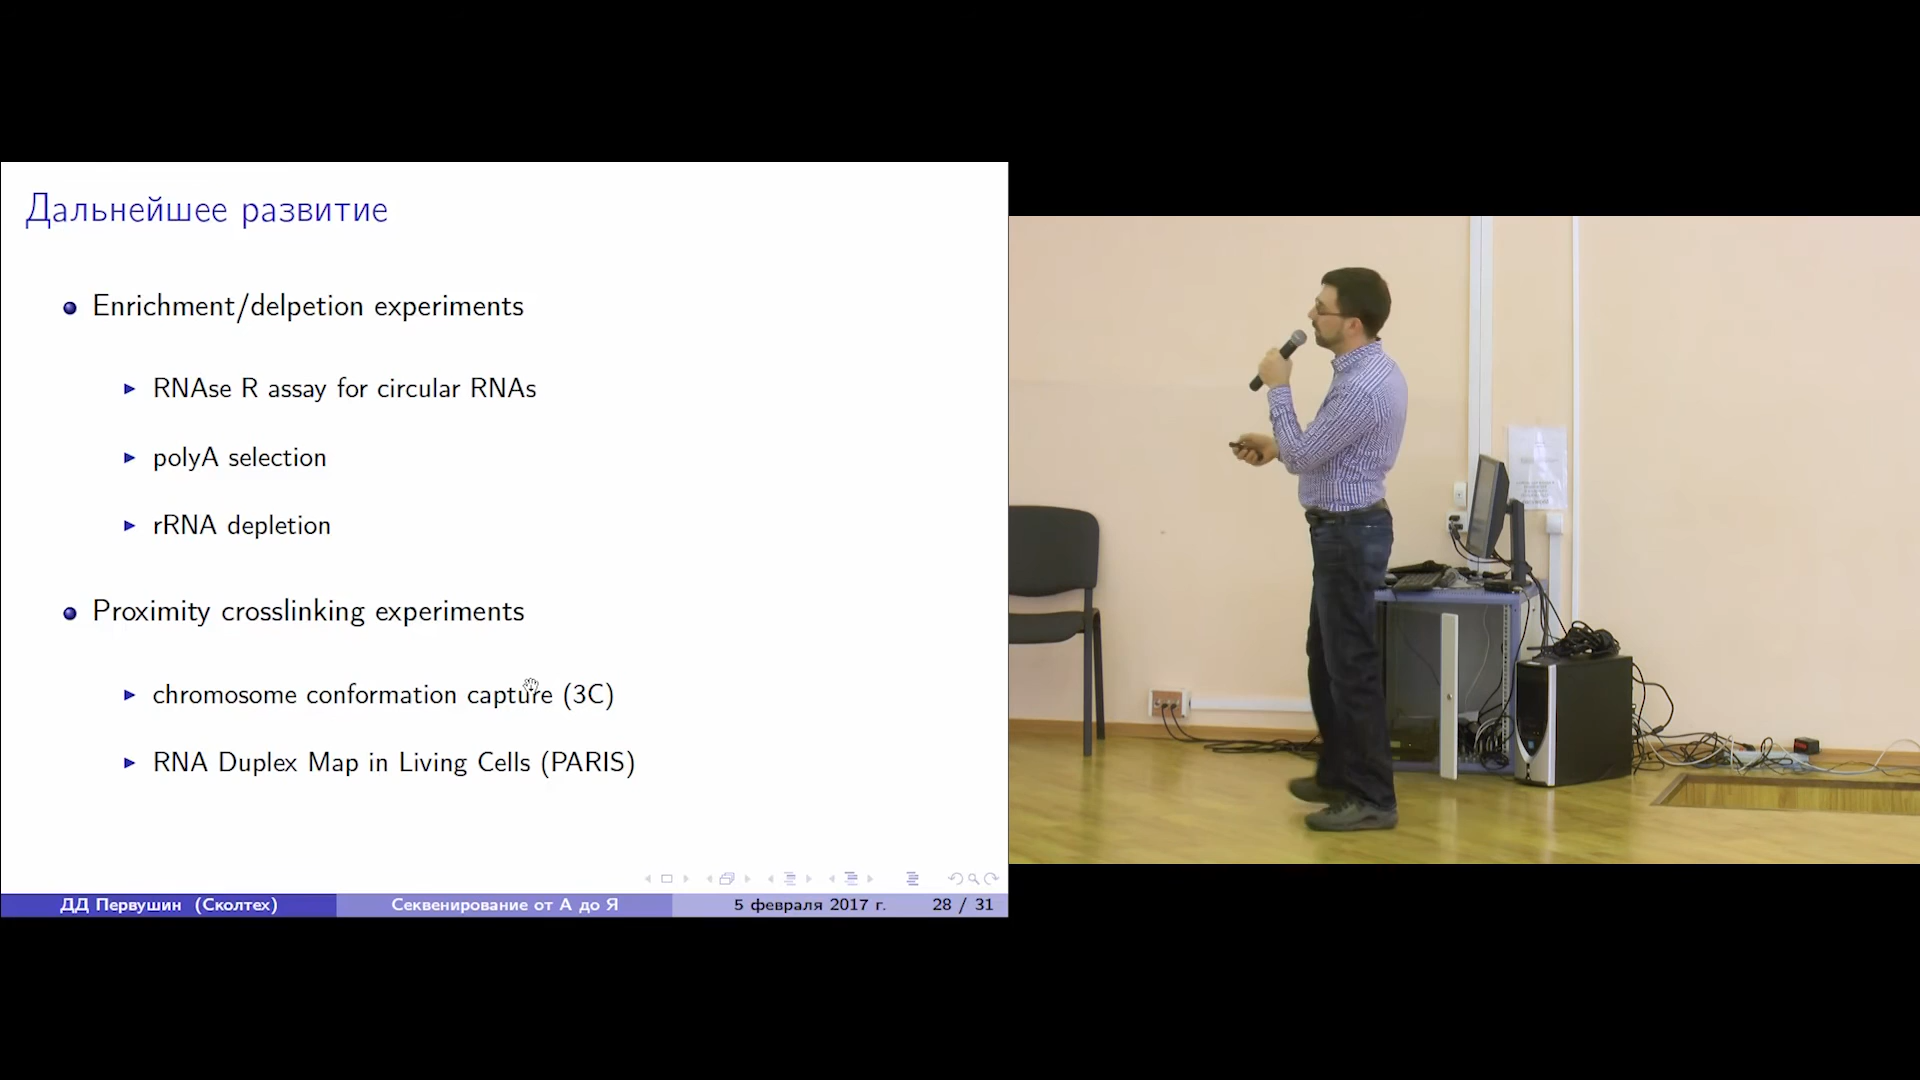 Дальнейшее развитие
Enrichment/delpetion experiments
RNAse R assay for circular RNAs
polyA selection
rRNA depletion
Proximity crosslinking experiments
chromosome conformation capture (3C)
RNA Duplex Map in Living Cells (PARIS)
ДД Первушин (Сколтех) Секвенирование от А до Я 5 февраля 2017 г. 28 / 31